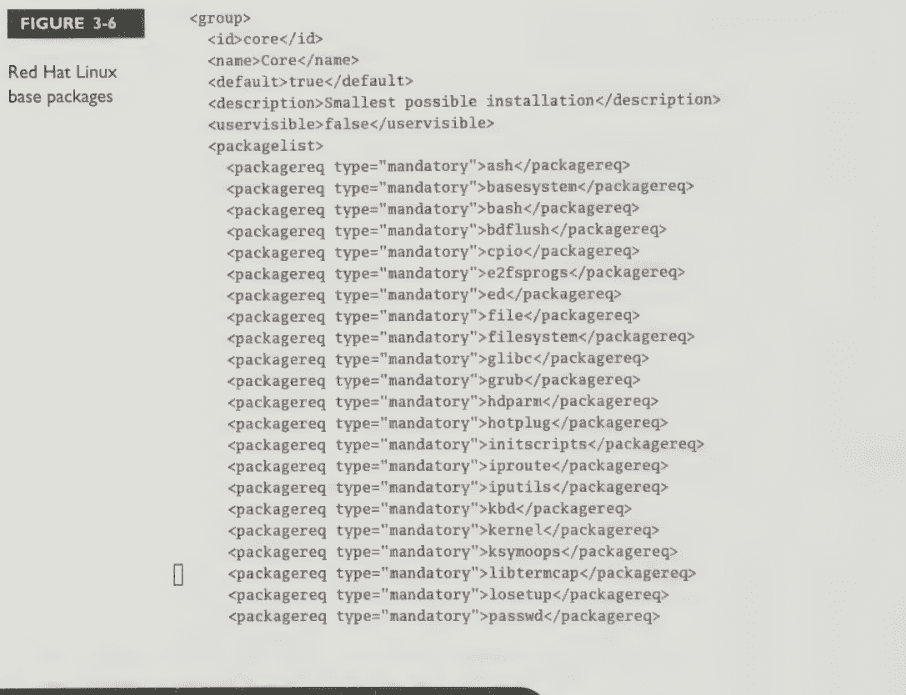 FIGURE 3-6
Red Hat Linux
base packages
<group>
<id>core</id>
<name>Core</name>
<default>true</default>
<description>Smallest possible installation</description>
<uservisible>false</uservisible>
<packagelist>
<packagereq type="mandatory">ash</packagereq>
<packagereq type="mandatory">basesystem</packagereq>
<packagereq type="mandatory">bash</packagereq>
<packagereq type="mandatory">bdflush</packagereq>
<packagereq type="mandatory">cpio</packagereq>
<packagereq type="mandatory">e2fsprogs</packagereq>
<packagereq type="mandatory">ed</packagereq>
<packagereq type="mandatory">file</packagereq>
<packagereq type="mandatory">filesystem</packagereq>
<packagereq type="mandatory">glibc</packagereq>
<packagereq type="mandatory">grub</packagereq>
<packagereq type="mandatory">hdparm</packagereq>
<packagereq type="mandatory">hotplug</packagereq>
<packagereq type="mandatory">initscripts</packagereq>
<packagereq type="mandatory">iproute</packagereq>
<packagereq type="mandatory">iputils</packagereq>
<packagereq type="mandatory">kbd</packagereq>
<packagereq type="mandatory">kernel</packagereq>
<packagereq type="mandatory">ksymoops</packagereq>
<packagereq type="mandatory">libtermcap</packagereq>
<packagereq type="mandatory">losetup</packagereq>
<packagereq type="mandatory">passwd</packagereq>